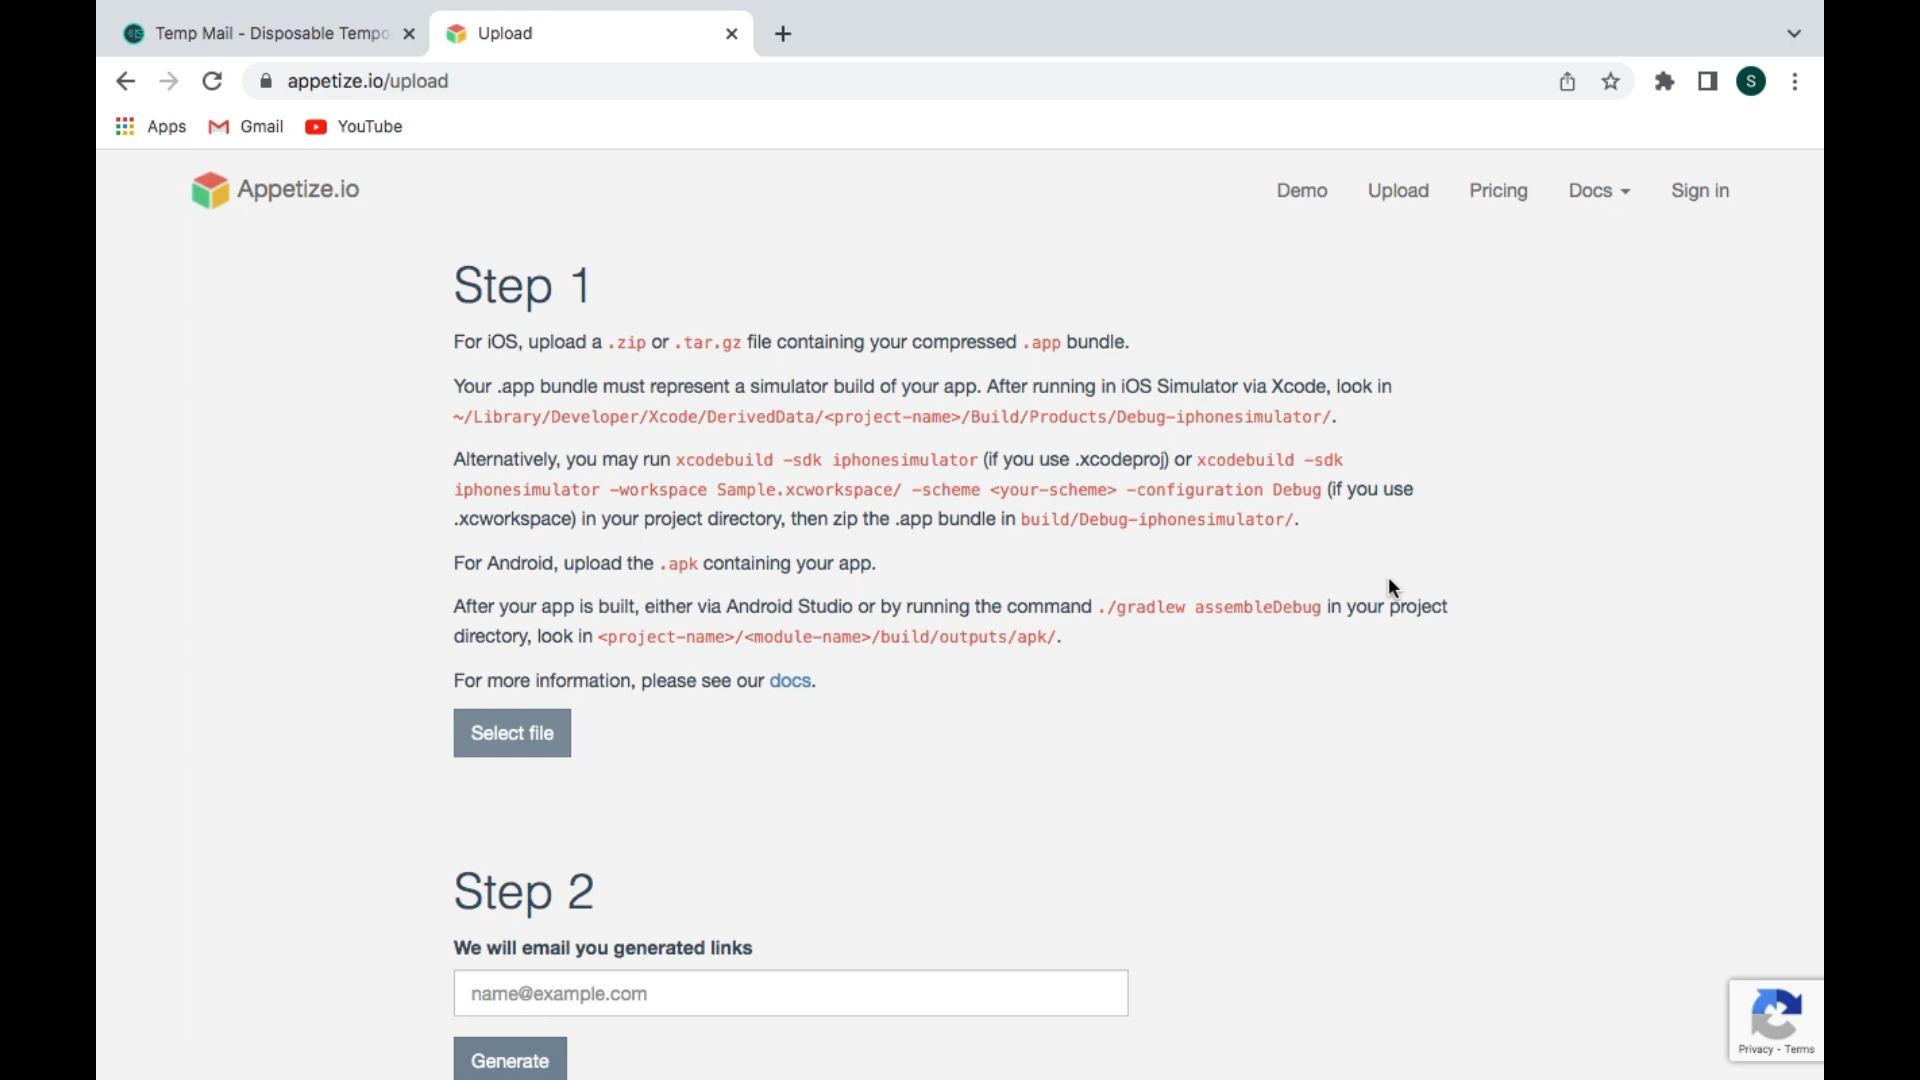 Temp Mail - Disposable Tempo
Upload
appetize.io/upload
S
Apps
Gmail
YouTube
Appetize.io
Demo
Upload
Pricing
Docs
Sign in
Step 1
For iOS, upload a .zip or .tar.gz file containing your compressed .app bundle.
Your .app bundle must represent a simulator build of your app. After running in iOS Simulator via Xcode, look in
~/Library/Developer/Xcode/DerivedData/<project-name>/Build/Products/Debug-iphonesimulator/.
Alternatively, you may run xcodebuild -sdk iphonesimulator (if you use .xcodeproj) or xcodebuild -sdk
iphonesimulator -workspace Sample.xcworkspace/ -scheme <your-scheme> -configuration Debug (if you use
.xcworkspace) in your project directory, then zip the .app bundle in build/Debug-iphonesimulator/.
For Android, upload the .apk containing your app.
After your app is built, either via Android Studio or by running the command ./gradlew assembleDebug in your project
directory, look in <project-name>/<module-name>/build/outputs/apk/.
For more information, please see our docs.
Select file
Step 2
We will email you generated links
name@example.com
Generate
Privacy - Terms